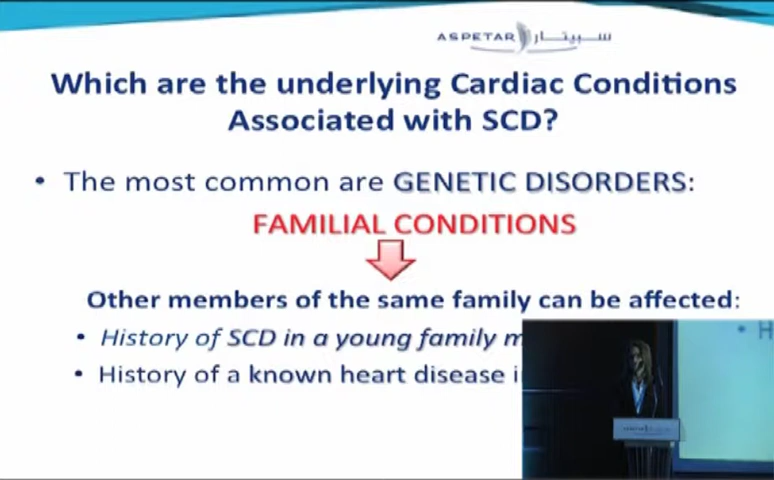 ASPETAR سبيتار
Which are the underlying Cardiac Conditions
Associated with SCD?
• The most common are GENETIC DISORDERS:
FAMILIAL CONDITIONS
Other members of the same family can be affected:
• History of SCD in a young family m
• History of a known heart disease i
• H
ASPETAR